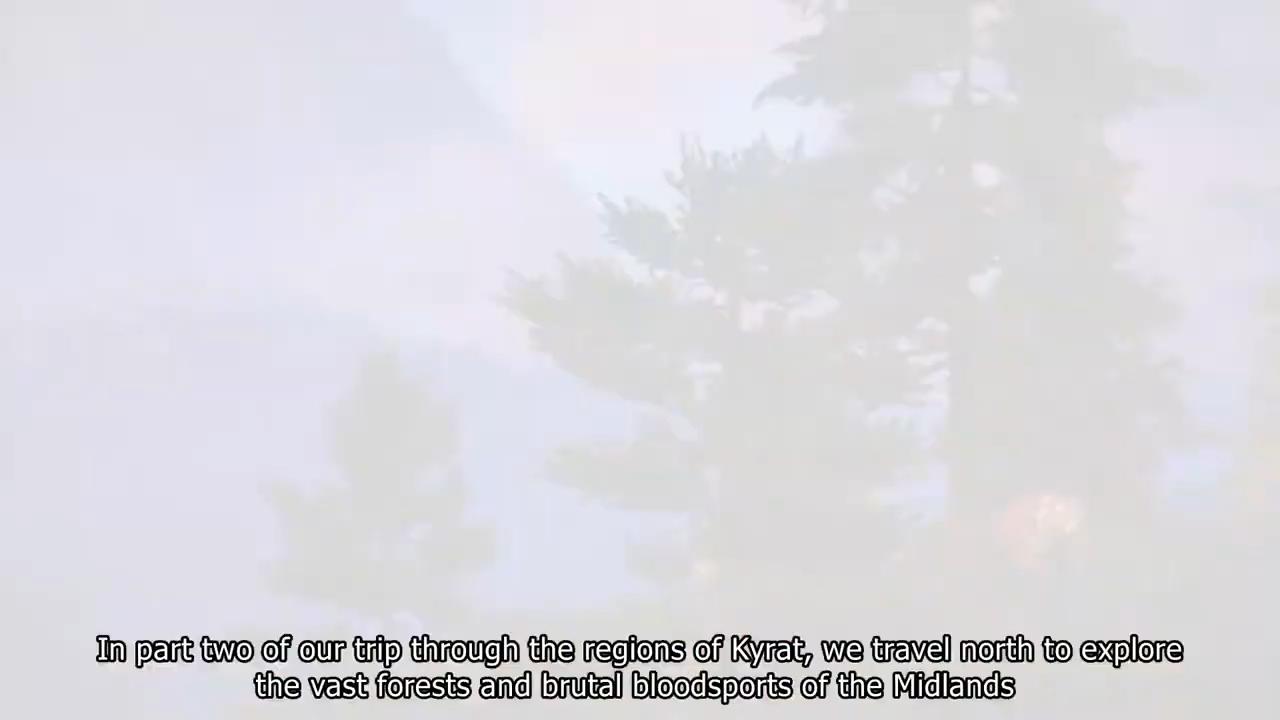 In part two of our trip through the regions of Kyrat, we travel north to explore
the vast forests and brutal bloodsports of the Midlands